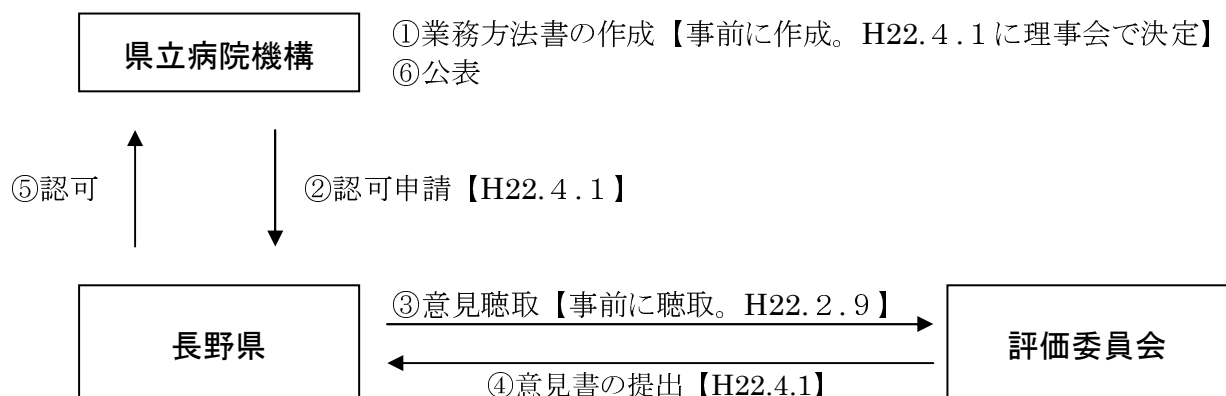 県立病院機構
①業務方法書の作成【事前に作成。H22.４.１に理事会で決定】
⑥公表
⑤認可
②認可申請【H22.４.１】
長野県
③意見聴取【事前に聴取。H22.２.９】
④意見書の提出【H22.4.1】
評価委員会